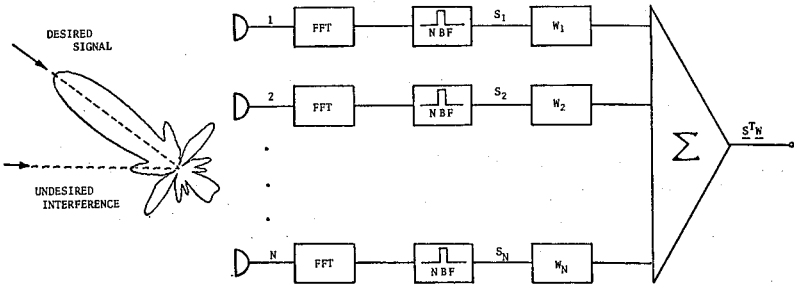 DESIRED
SIGNAL
UNDESIRED
INTERFERENCE
1 FFT NBF S1 W1
2 FFT NBF S2 W2
N FFT NBF SN WN
Σ
SᵀW